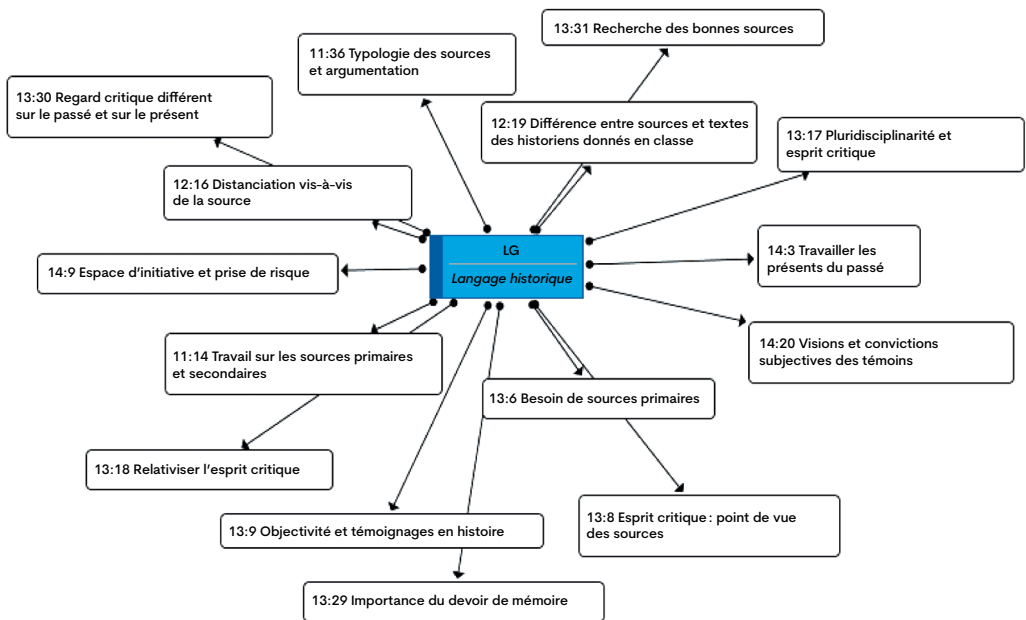 13:31 Recherche des bonnes sources
11:36 Typologie des sources
et argumentation
13:30 Regard critique différent
sur le passé et sur le présent
12:19 Différence entre sources et textes
des historiens donnés en classe
13:17 Pluridisciplinarité et
esprit critique
12:16 Distanciation vis-à-vis
de la source
LG
Langage historique
14:3 Travailler les
présents du passé
14:9 Espace d’initiative et prise de risque
14:20 Visions et convictions
subjectives des témoins
11:14 Travail sur les sources primaires
et secondaires
13:6 Besoin de sources primaires
13:18 Relativiser l’esprit critique
13:8 Esprit critique : point de vue
des sources
13:9 Objectivité et témoignages en histoire
13:29 Importance du devoir de mémoire